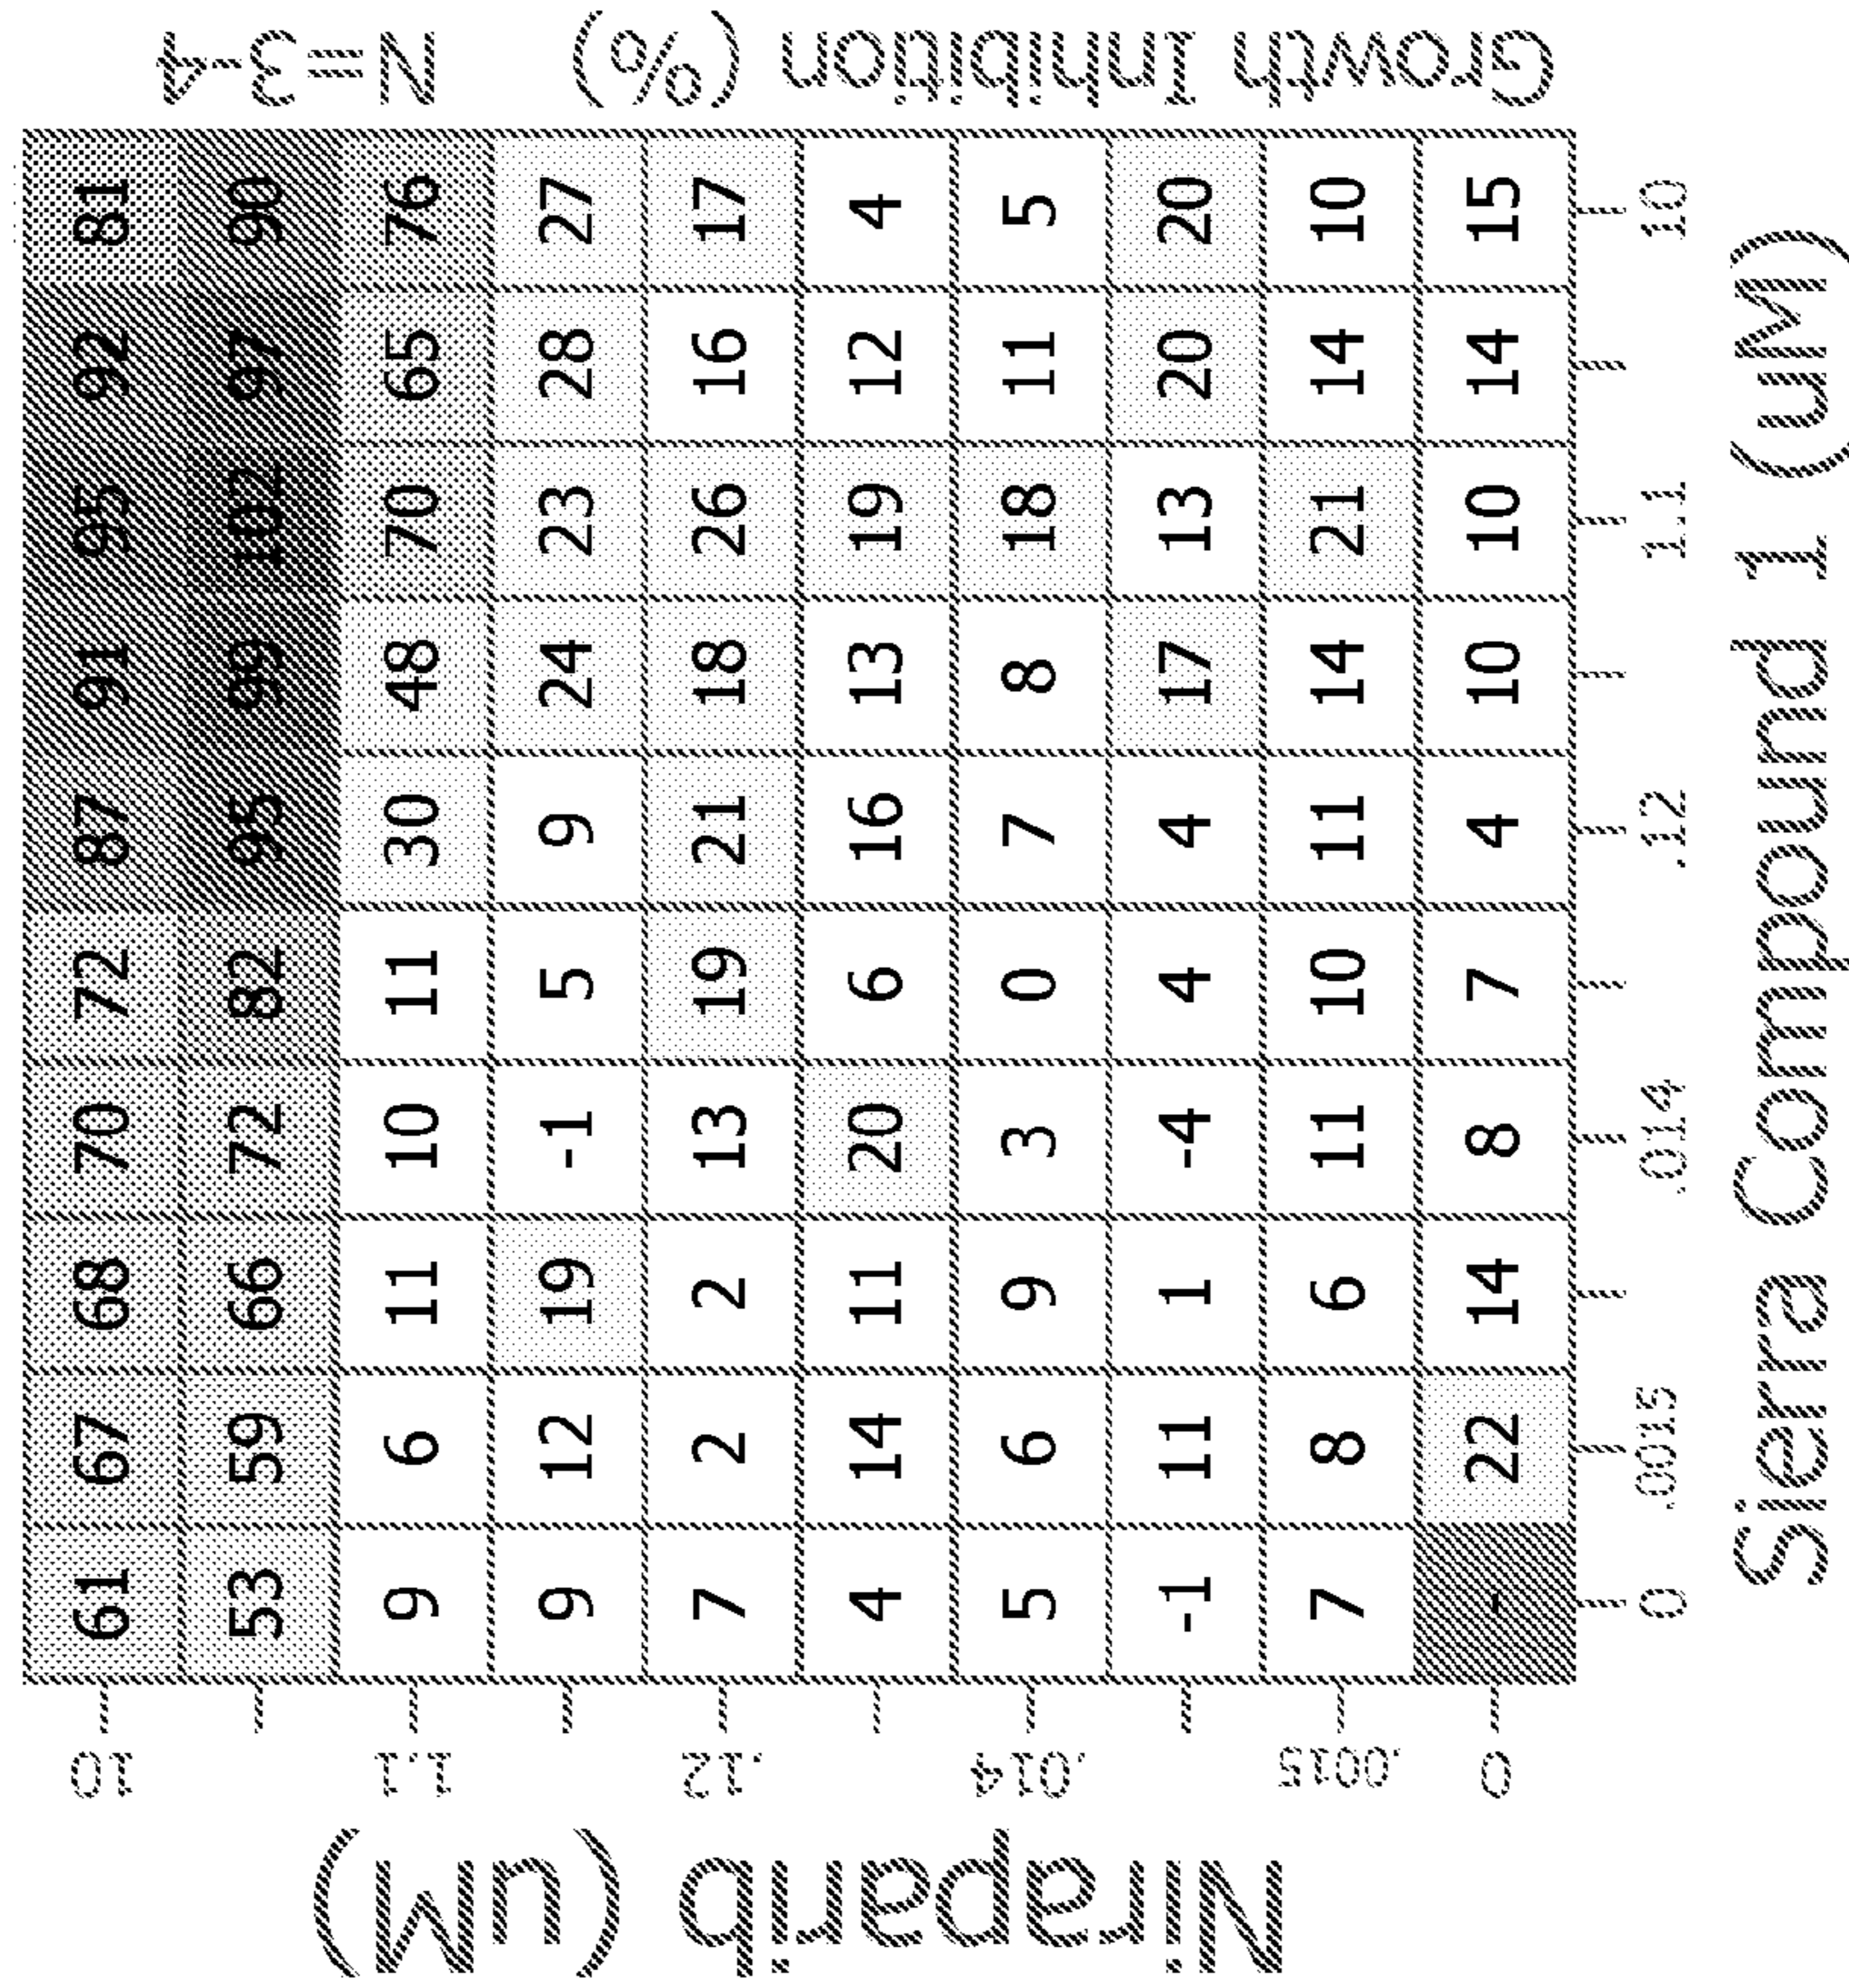 Niraparib (uM)
10 61 67 68 70 72 87 91 95 92 81
53 59 66 72 82 95 99 102 97 90
1.1 9 6 11 10 11 30 48 70 65 76
9 12 19 -1 5 9 24 23 28 27
.12 7 2 2 13 19 21 18 26 16 17
4 14 11 20 6 16 13 19 12 4
.014 5 6 9 3 0 7 8 18 11 5
-1 11 1 -4 4 4 17 13 20 20
.0015 7 8 6 11 10 11 14 21 14 10
0 - 22 14 8 7 4 10 10 14 15
0 .0015 .014 .12 1.1 10
Sierra Compound 1 (uM)
Growth Inhibition (%) N=3-4